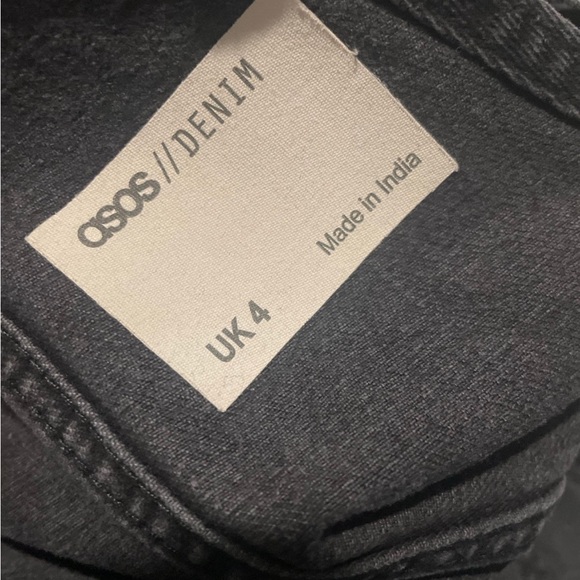 asos//DENIM
UK 4
Made in India